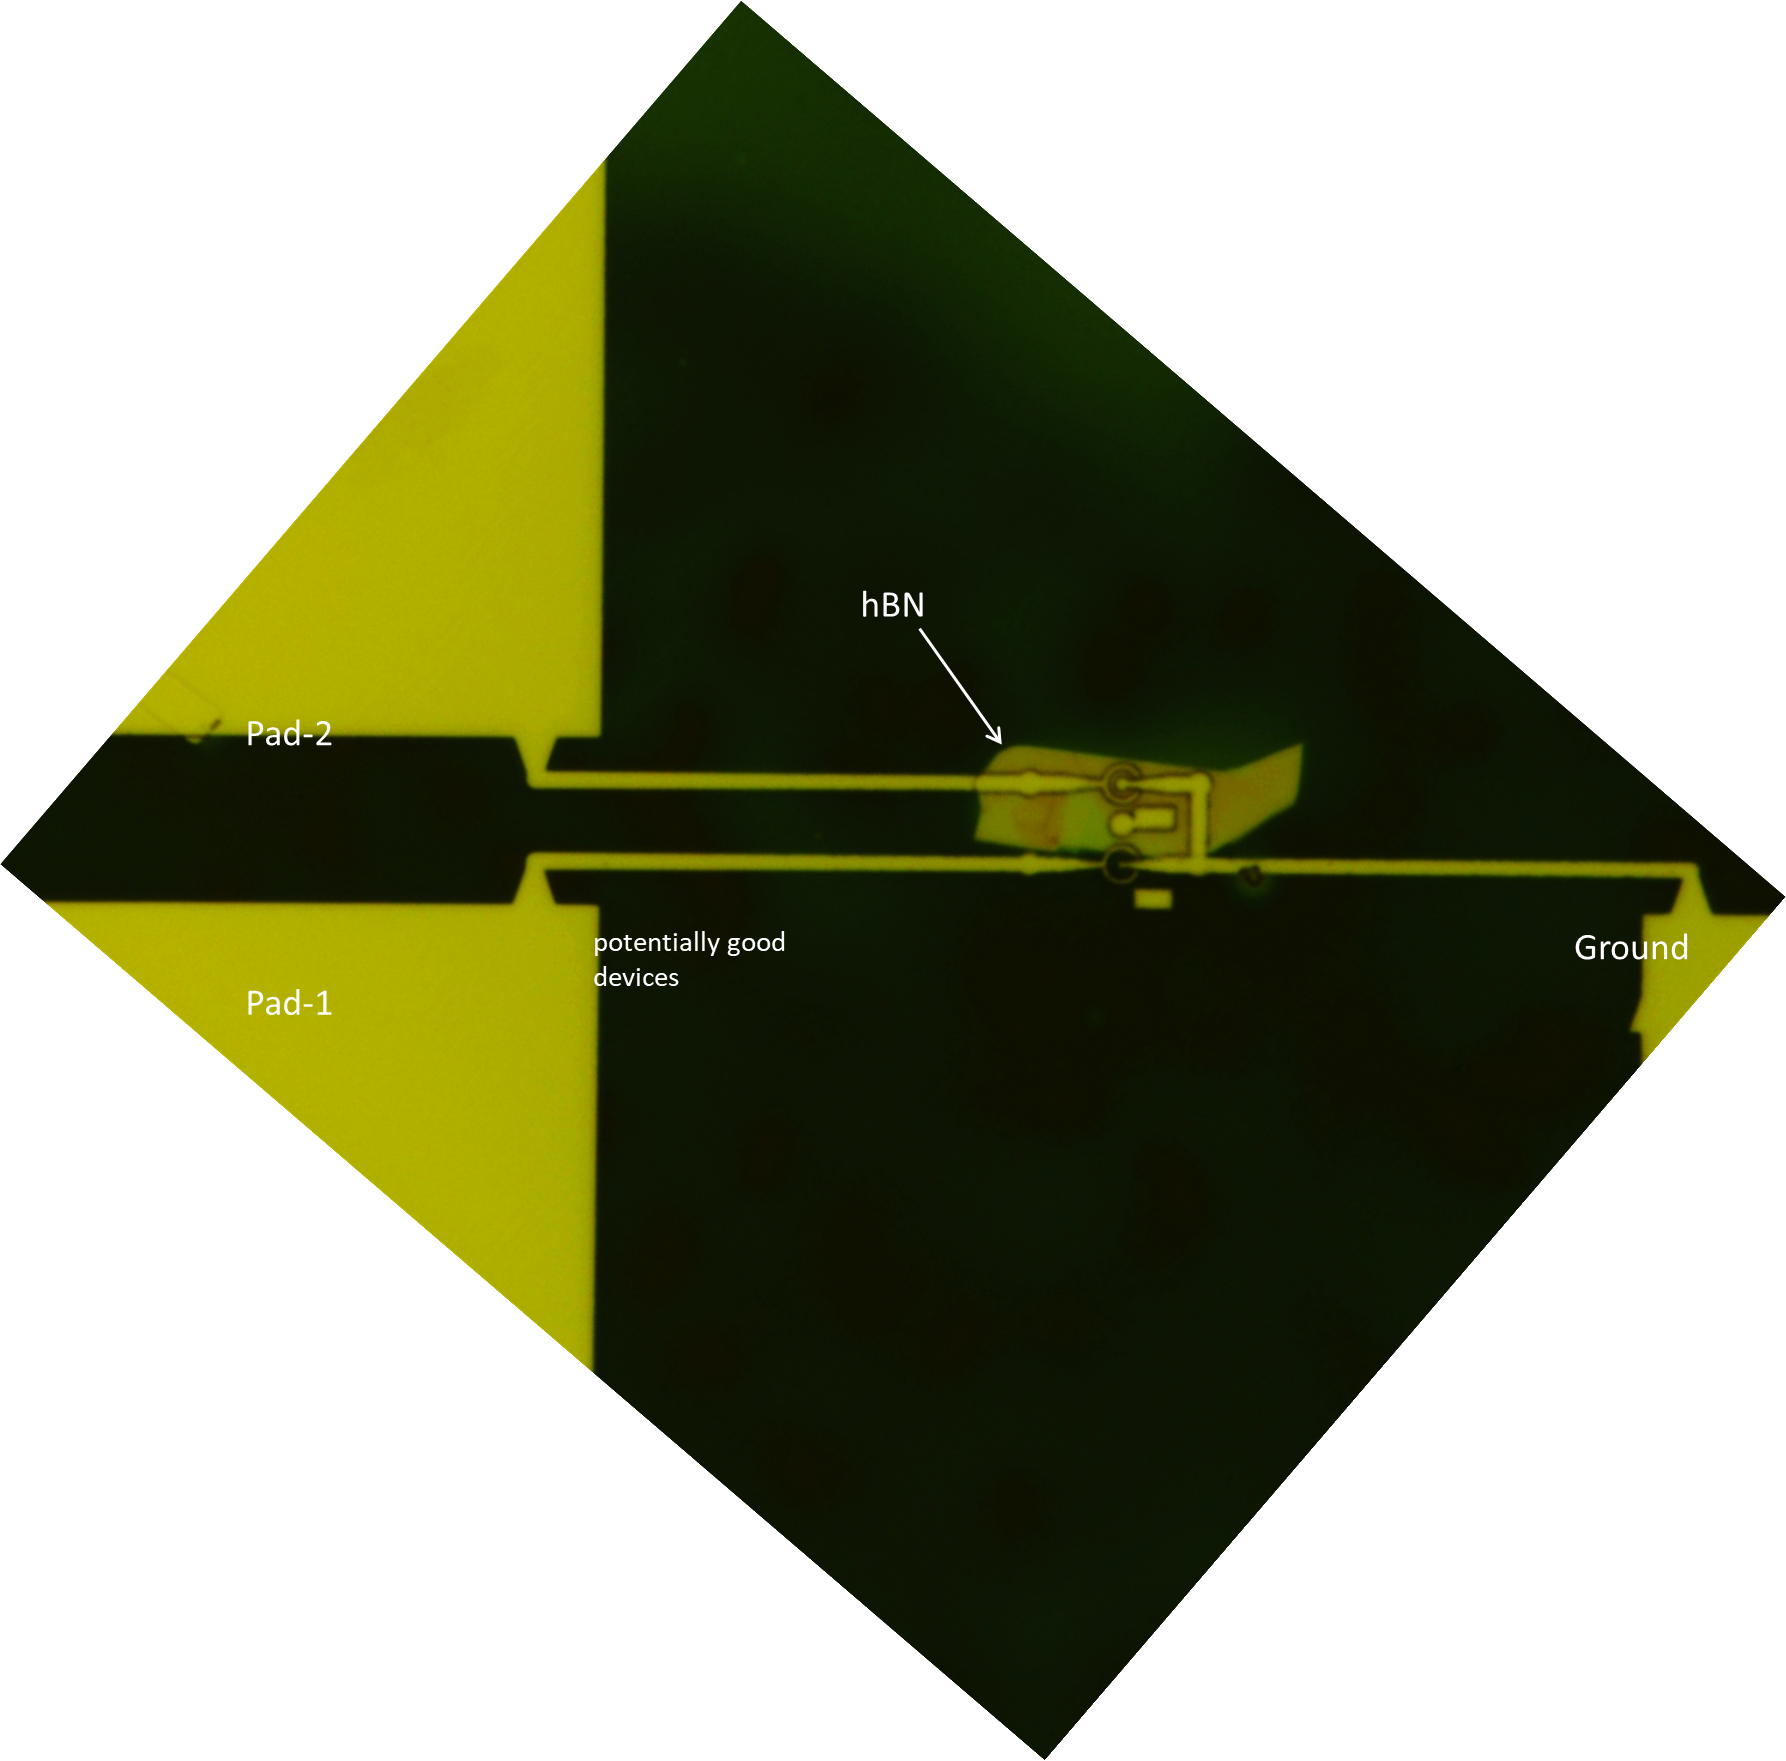 hBN
Pad-2
potentially good
devices
Ground
Pad-1